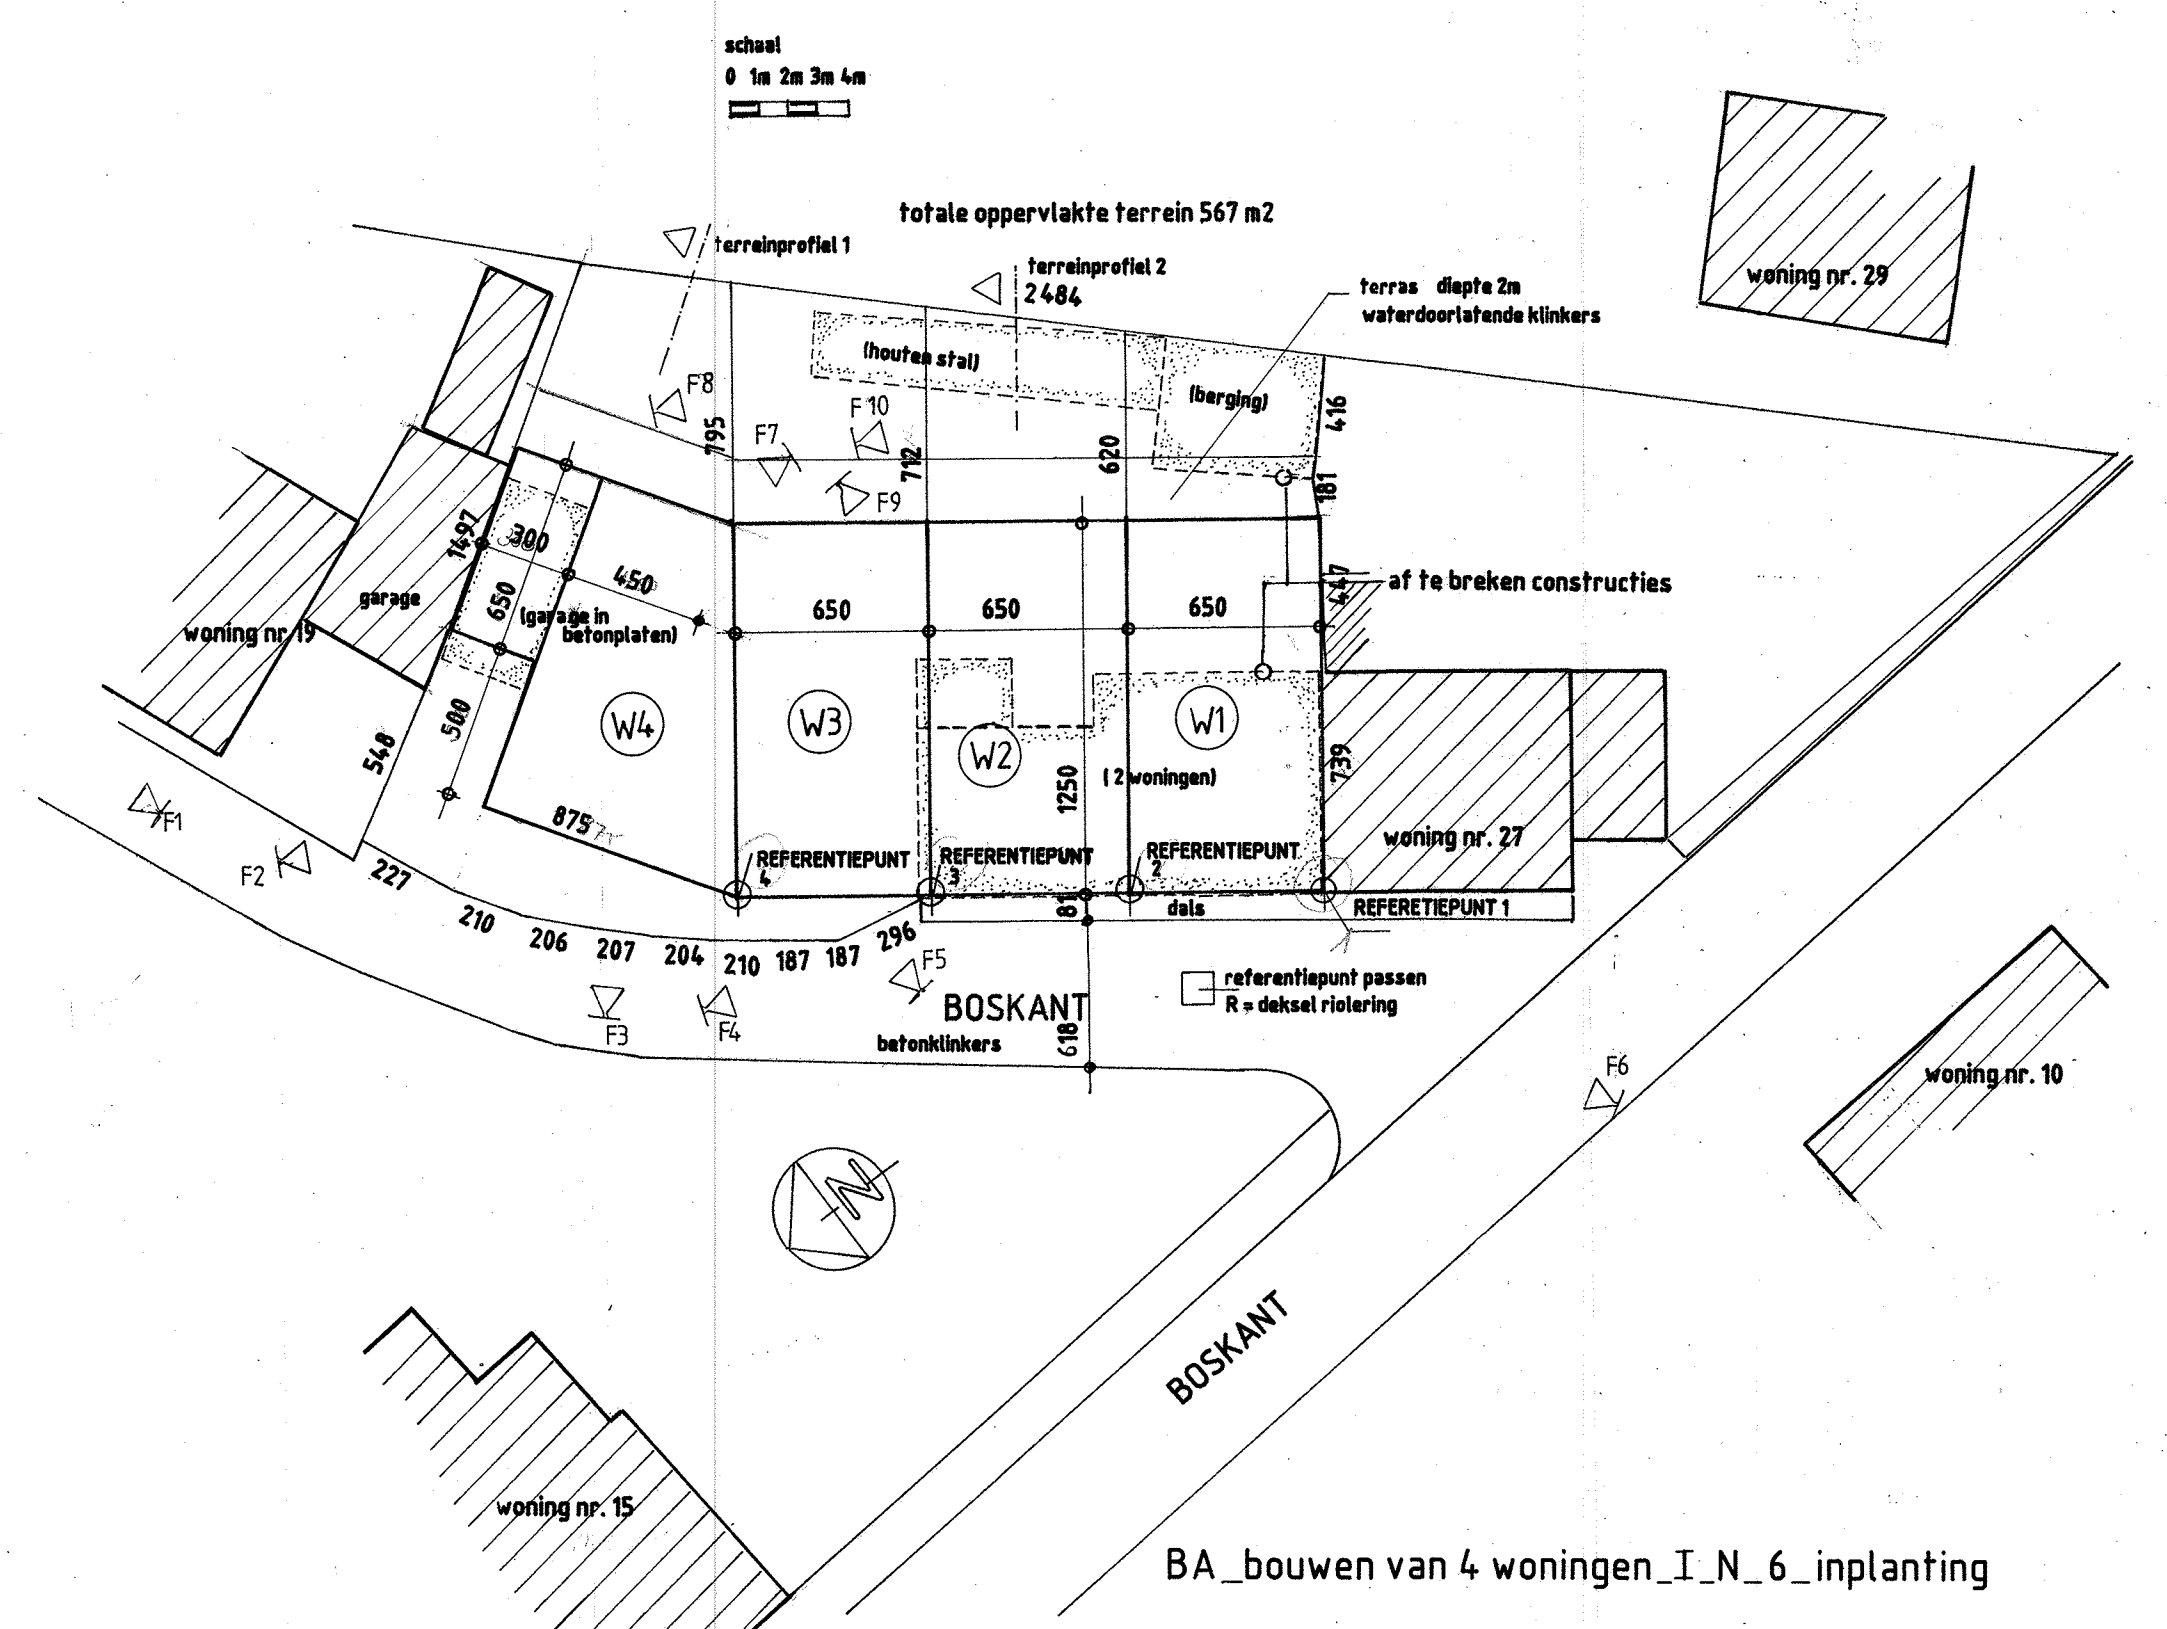 schaal
0 1m 2m 3m 4m
totale oppervlakte terrein 567 m2
terreinprofiel 1
terreinprofiel 2
2484
terras diepte 2m
waterdoorlatende klinkers
woning nr. 29
(houten stal)
(berging)
F8
F10
F7
F9
795
712
620
416
181
1497
300
450
650
(garage in
betonplaten)
garage
woning nr. 19
650
650
650
447
af te breken constructies
W4
W3
W2
W1
(2 woningen)
1250
739
woning nr. 27
500
548
875
REFERENTIEPUNT
4
REFERENTIEPUNT
3
REFERENTIEPUNT
2
REFERETIEPUNT 1
81
dals
F1
F2
227
210
206
207
204
210
187
187
296
F3
F4
F5
BOSKANT
betonklinkers
618
referentiepunt passen
R = deksel riolering
F6
woning nr. 10
N
BOSKANT
woning nr. 15
BA_bouwen van 4 woningen_I_N_6_inplanting